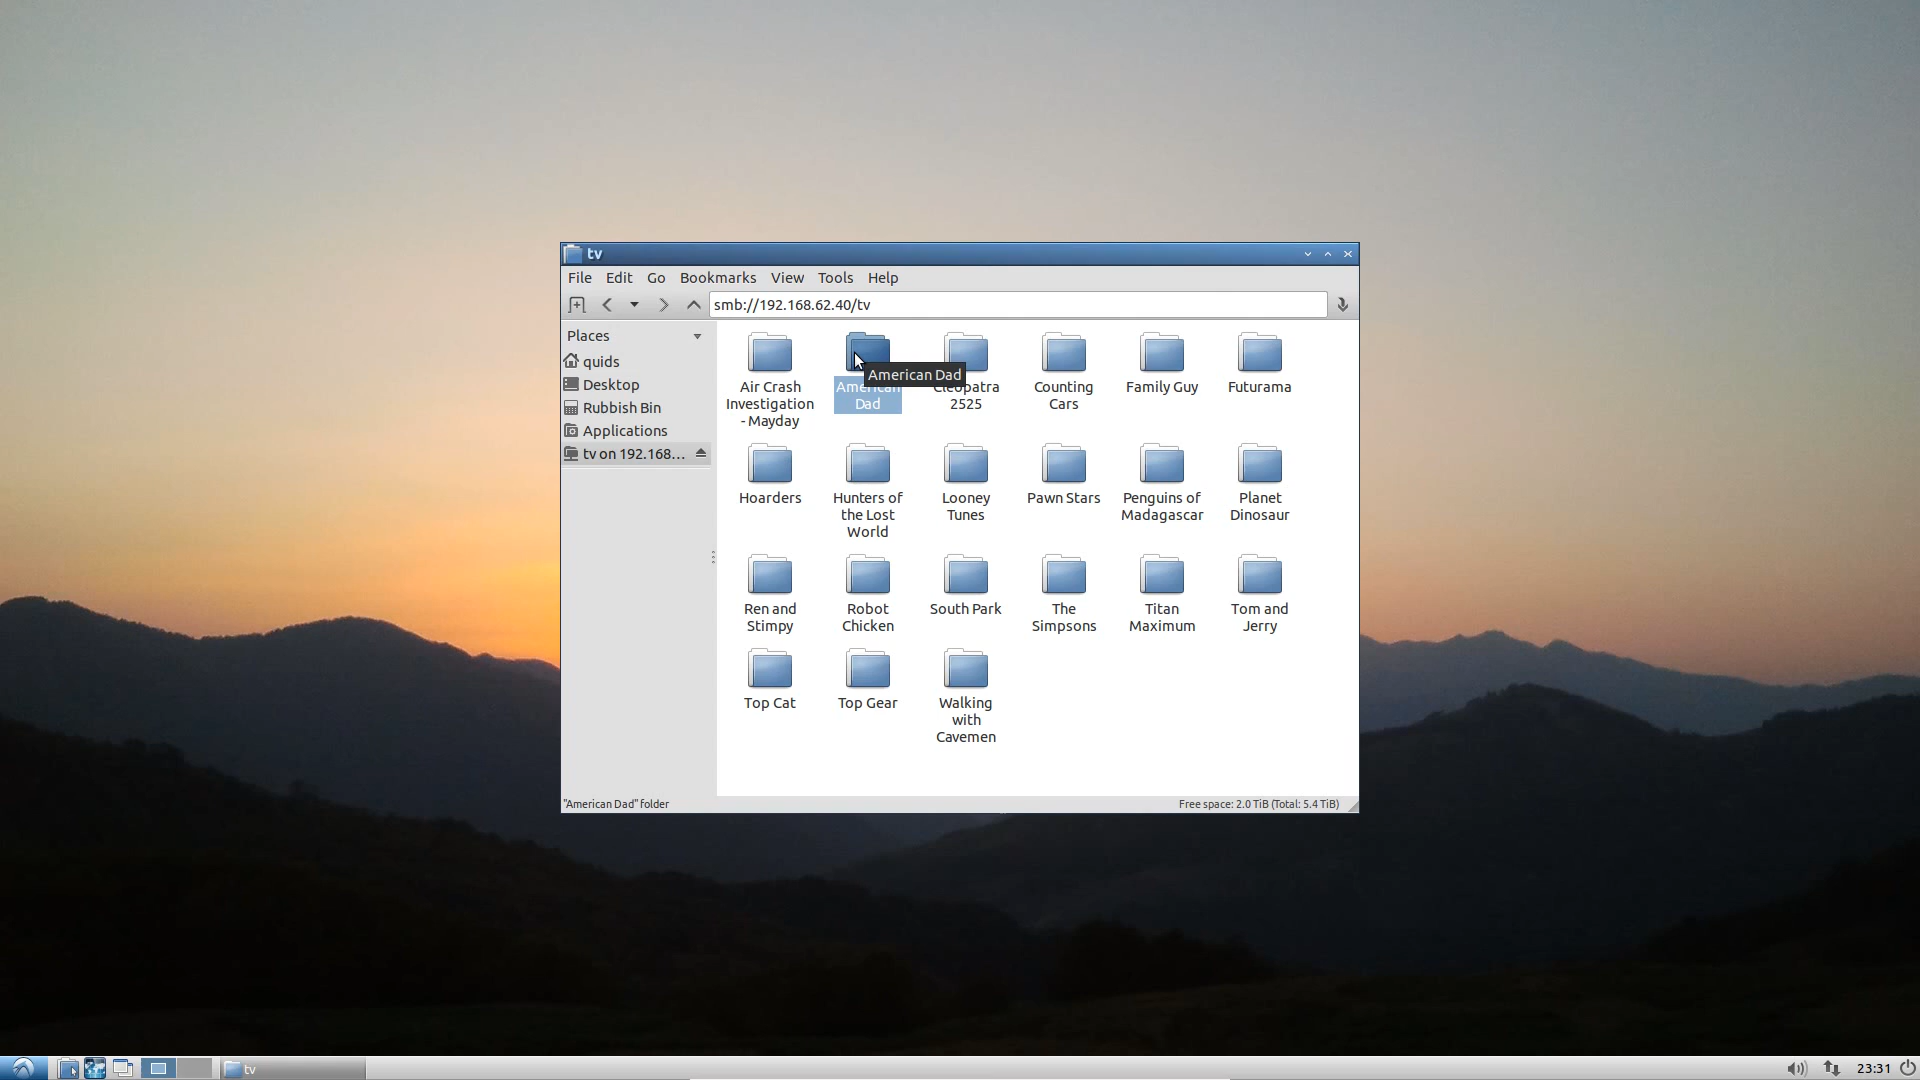 tv
File Edit Go Bookmarks View Tools Help
smb://192.168.62.40/tv
Places
quids
Desktop
Rubbish Bin
Applications
tv on 192.168...
Air Crash
Investigation
- Mayday
American
Dad
American Dad
Cleopatra
2525
Counting
Cars
Family Guy
Futurama
Hoarders
Hunters of
the Lost
World
Looney
Tunes
Pawn Stars
Penguins of
Madagascar
Planet
Dinosaur
Ren and
Stimpy
Robot
Chicken
South Park
The
Simpsons
Titan
Maximum
Tom and
Jerry
Top Cat
Top Gear
Walking
with
Cavemen
"American Dad" folder
Free space: 2.0 TiB (Total: 5.4 TiB)
tv
23:31